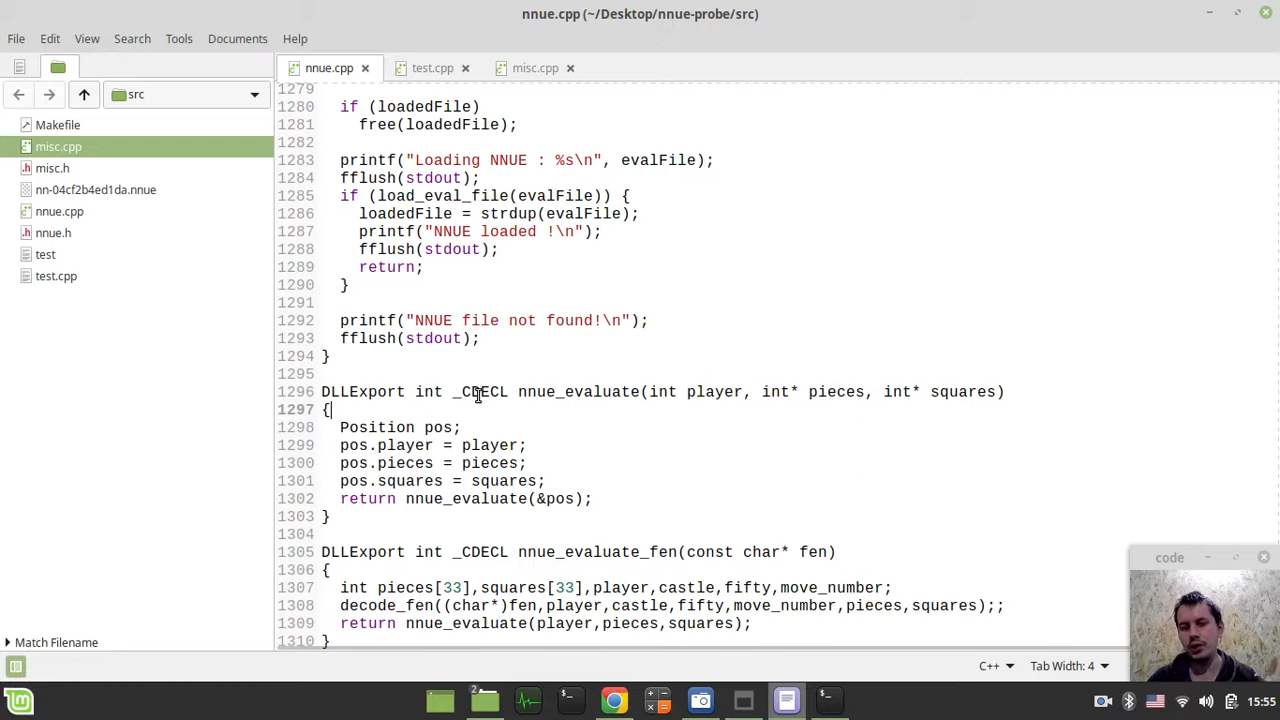 nnue.cpp (~/Desktop/nnue-probe/src)
File Edit View Search Tools Documents Help
nnue.cpp test.cpp misc.cpp
src
Makefile
misc.cpp
misc.h
nn-04cf2b4ed1da.nnue
nnue.cpp
nnue.h
test
test.cpp
Match Filename
1279
1280 if (loadedFile)
1281 free(loadedFile);
1282
1283 printf("Loading NNUE : %s\n", evalFile);
1284 fflush(stdout);
1285 if (load_eval_file(evalFile)) {
1286 loadedFile = strdup(evalFile);
1287 printf("NNUE loaded !\n");
1288 fflush(stdout);
1289 return;
1290 }
1291
1292 printf("NNUE file not found!\n");
1293 fflush(stdout);
1294 }
1295
1296 DLLExport int _CDECL nnue_evaluate(int player, int* pieces, int* squares)
1297 {
1298 Position pos;
1299 pos.player = player;
1300 pos.pieces = pieces;
1301 pos.squares = squares;
1302 return nnue_evaluate(&pos);
1303 }
1304
1305 DLLExport int _CDECL nnue_evaluate_fen(const char* fen)
1306 {
1307 int pieces[33],squares[33],player,castle,fifty,move_number;
1308 decode_fen((char*)fen,player,castle,fifty,move_number,pieces,squares);;
1309 return nnue_evaluate(player,pieces,squares);
1310 }
code
C++ Tab Width: 4
2
15:55